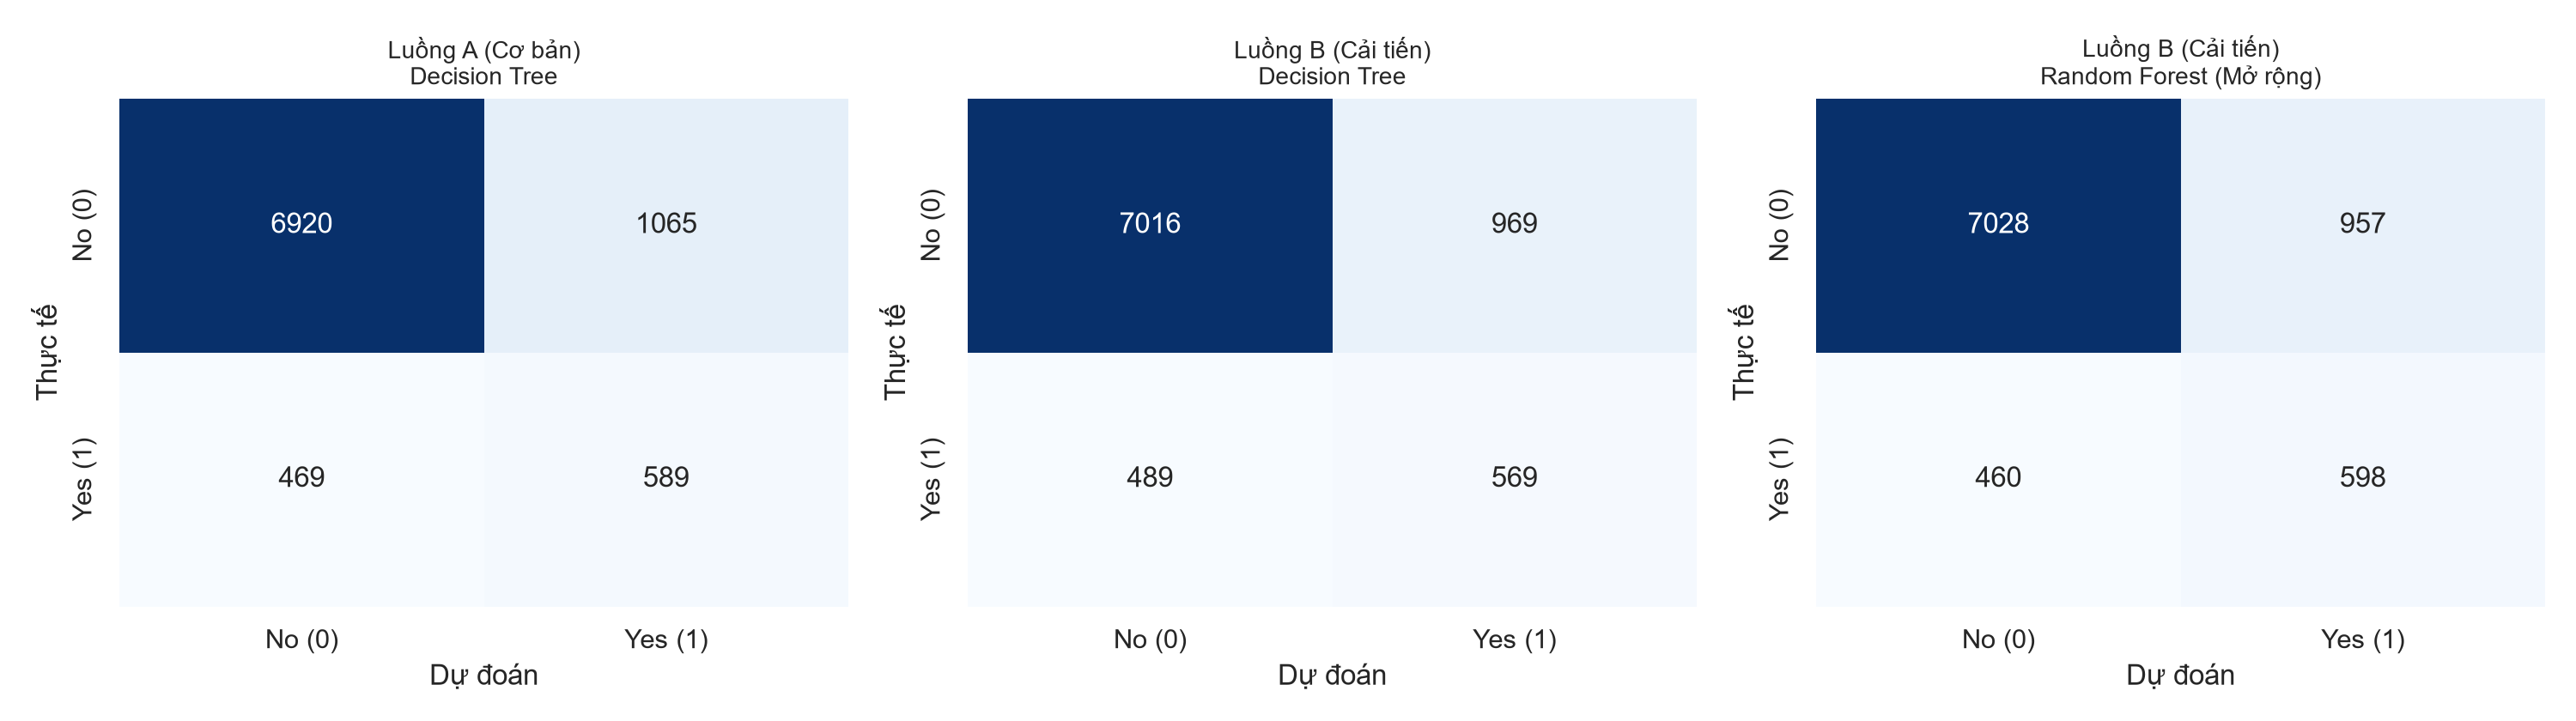 Luồng A (Cơ bản)
Decision Tree
No (0)
Yes (1)
Thực tế
6920
1065
469
589
No (0)
Yes (1)
Dự đoán
Luồng B (Cải tiến)
Decision Tree
No (0)
Yes (1)
Thực tế
7016
969
489
569
No (0)
Yes (1)
Dự đoán
Luồng B (Cải tiến)
Random Forest (Mở rộng)
No (0)
Yes (1)
Thực tế
7028
957
460
598
No (0)
Yes (1)
Dự đoán